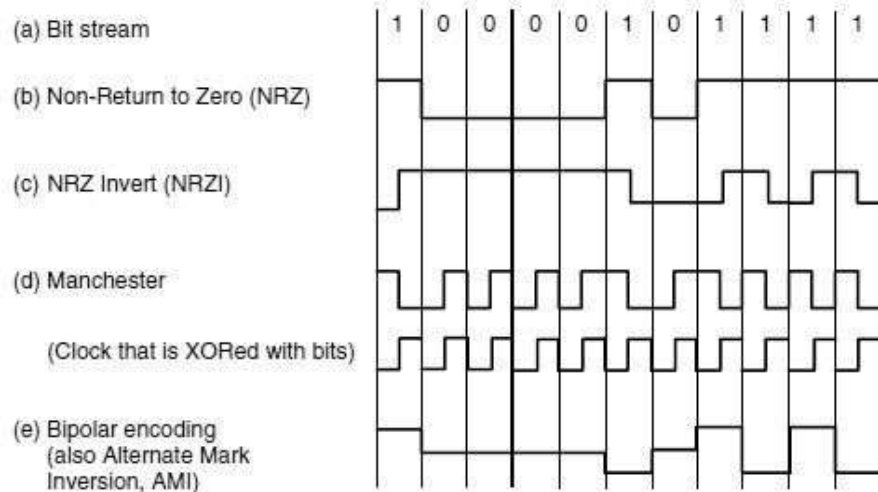 (a) Bit stream 1 0 0 0 0 1 0 1 1 1 1
(b) Non-Return to Zero (NRZ)
(c) NRZ Invert (NRZI)
(d) Manchester
(Clock that is XORed with bits)
(e) Bipolar encoding
(also Alternate Mark
Inversion, AMI)